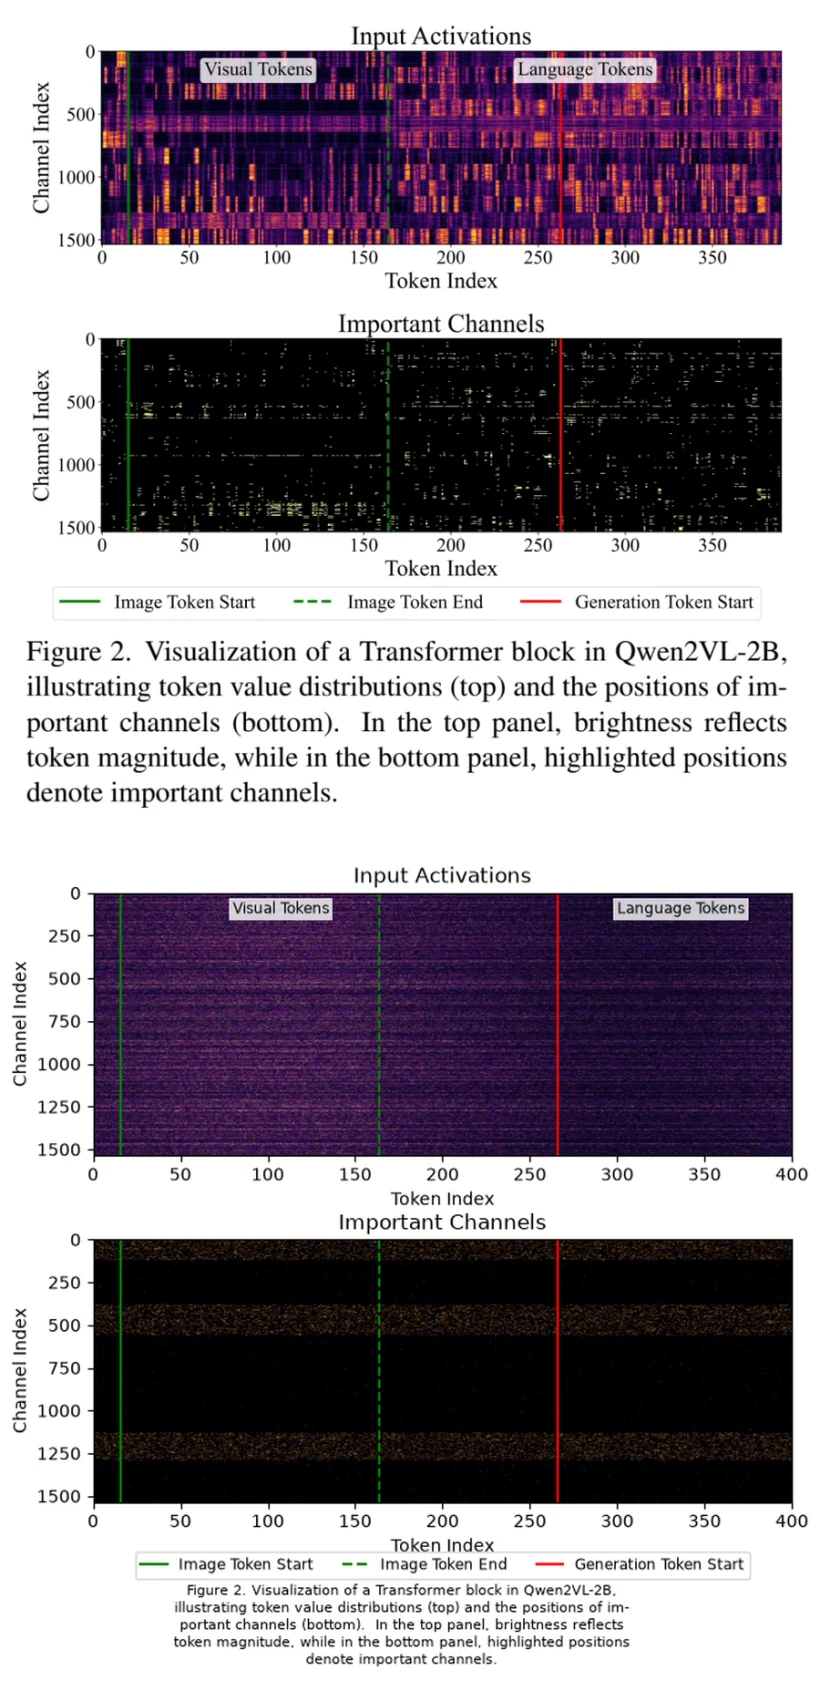 Input Activations
Visual Tokens
Language Tokens
Channel Index
0
500
1000
1500
0 50 100 150 200 250 300 350
Token Index
Important Channels
Channel Index
0
500
1000
1500
0 50 100 150 200 250 300 350
Token Index
Image Token Start Image Token End Generation Token Start
Figure 2. Visualization of a Transformer block in Qwen2VL-2B,
illustrating token value distributions (top) and the positions of im-
portant channels (bottom). In the top panel, brightness reflects
token magnitude, while in the bottom panel, highlighted positions
denote important channels.
Input Activations
Visual Tokens
Language Tokens
Channel Index
0
250
500
750
1000
1250
1500
0 50 100 150 200 250 300 350 400
Token Index
Important Channels
Channel Index
0
250
500
750
1000
1250
1500
0 50 100 150 200 250 300 350 400
Token Index
Image Token Start Image Token End Generation Token Start
Figure 2. Visualization of a Transformer block in Qwen2VL-2B,
illustrating token value distributions (top) and the positions of im-
portant channels (bottom). In the top panel, brightness reflects
token magnitude, while in the bottom panel, highlighted positions
denote important channels.